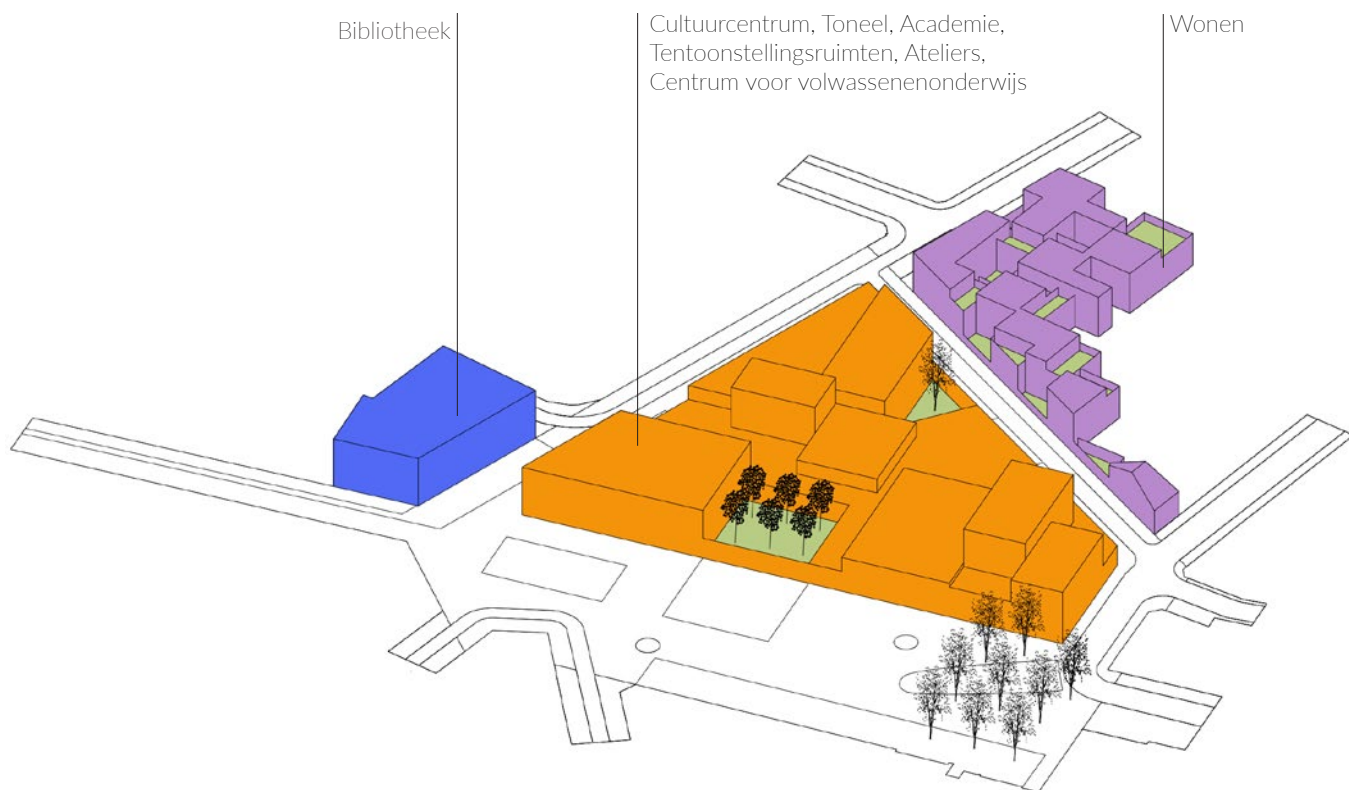 Bibliotheek
Cultuurcentrum, Toneel, Academie,
Tentoonstellingsruimten, Ateliers,
Centrum voor volwassenenonderwijs
Wonen